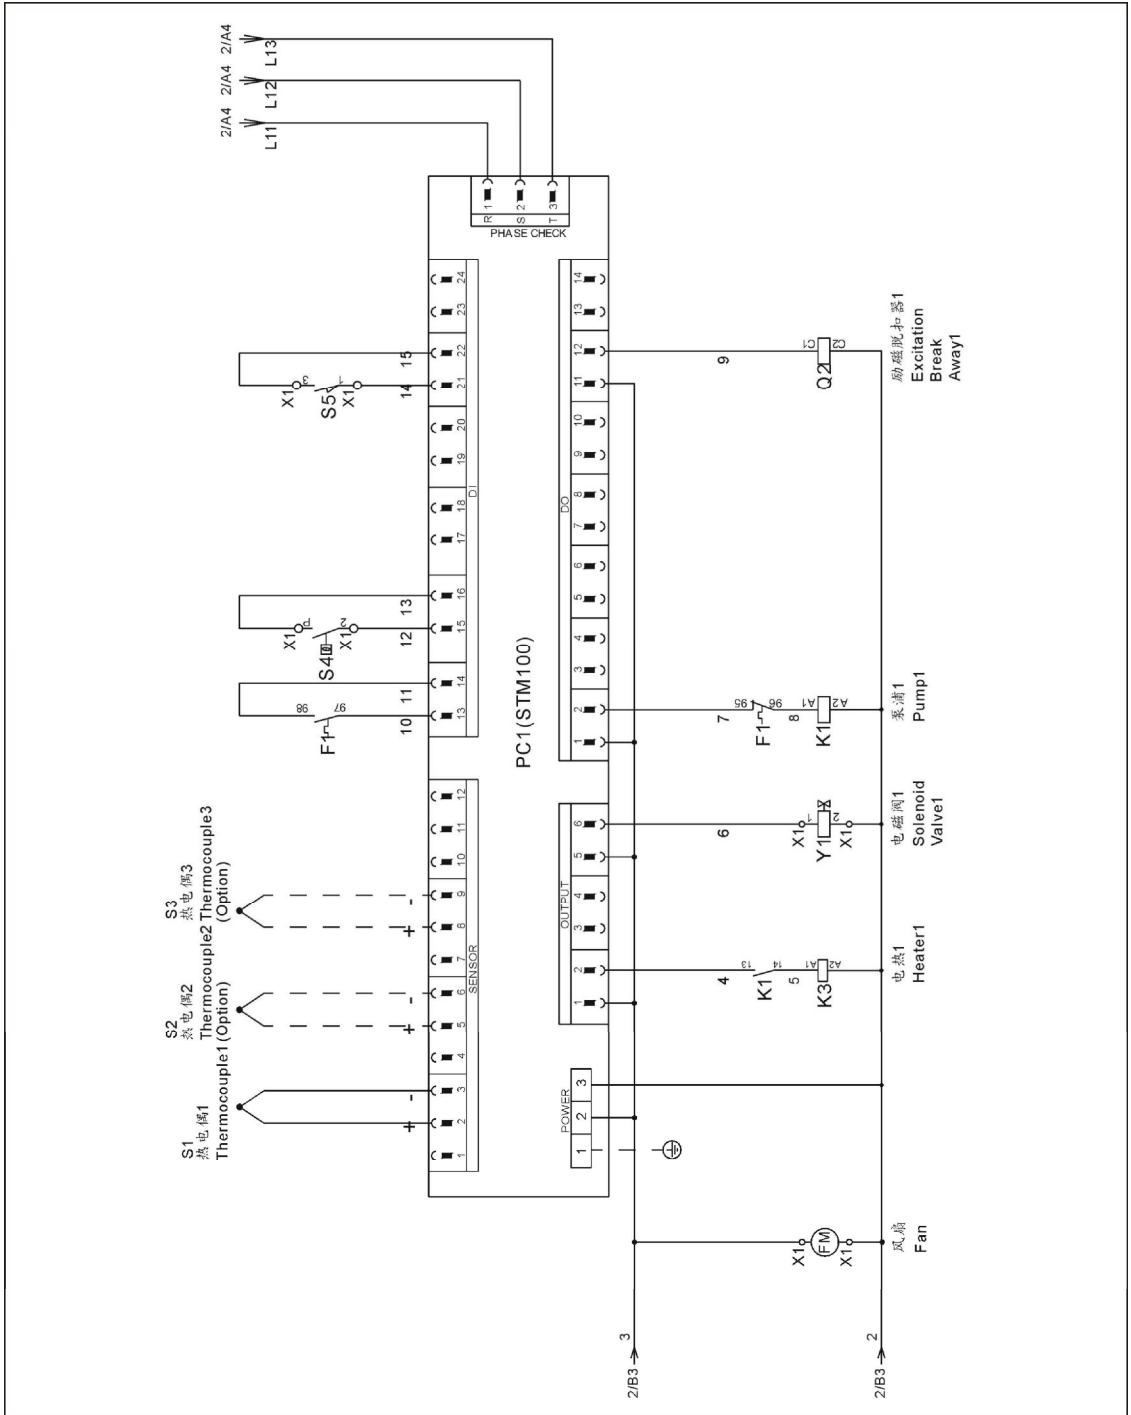 2/A4
L13
2/A4
L12
2/A4
L11
R 1
S 2
T 3
PHASE CHECK
PC1(STM100)
SENSOR
1
2
3
4
5
6
7
8
9
10
11
12
DI
13
14
15
16
17
18
19
20
21
22
23
24
POWER
1
2
3
OUTPUT
1
2
3
4
5
6
DO
1
2
3
4
5
6
7
8
9
10
11
12
13
14
S1
热电偶1
Thermocouple1
+
-
S2
热电偶2
Thermocouple2
(Option)
+
-
S3
热电偶3
Thermocouple3
(Option)
+
-
F1
98
97
10
11
X1
P
S4
2
X1
12
13
X1
3
S5
1
X1
14
15
2/B3
3
2/B3
2
X1
FM
X1
风扇
Fan
4
13
K1
14
5
A1
K3
A2
电热1
Heater1
6
X1
1
Y1
2
X1
电磁阀1
Solenoid
Valve1
7
95
F1
96
8
A1
K1
A2
泵浦1
Pump1
9
C1
Q2
C2
励磁脱扣器1
Excitation
Break
Away1